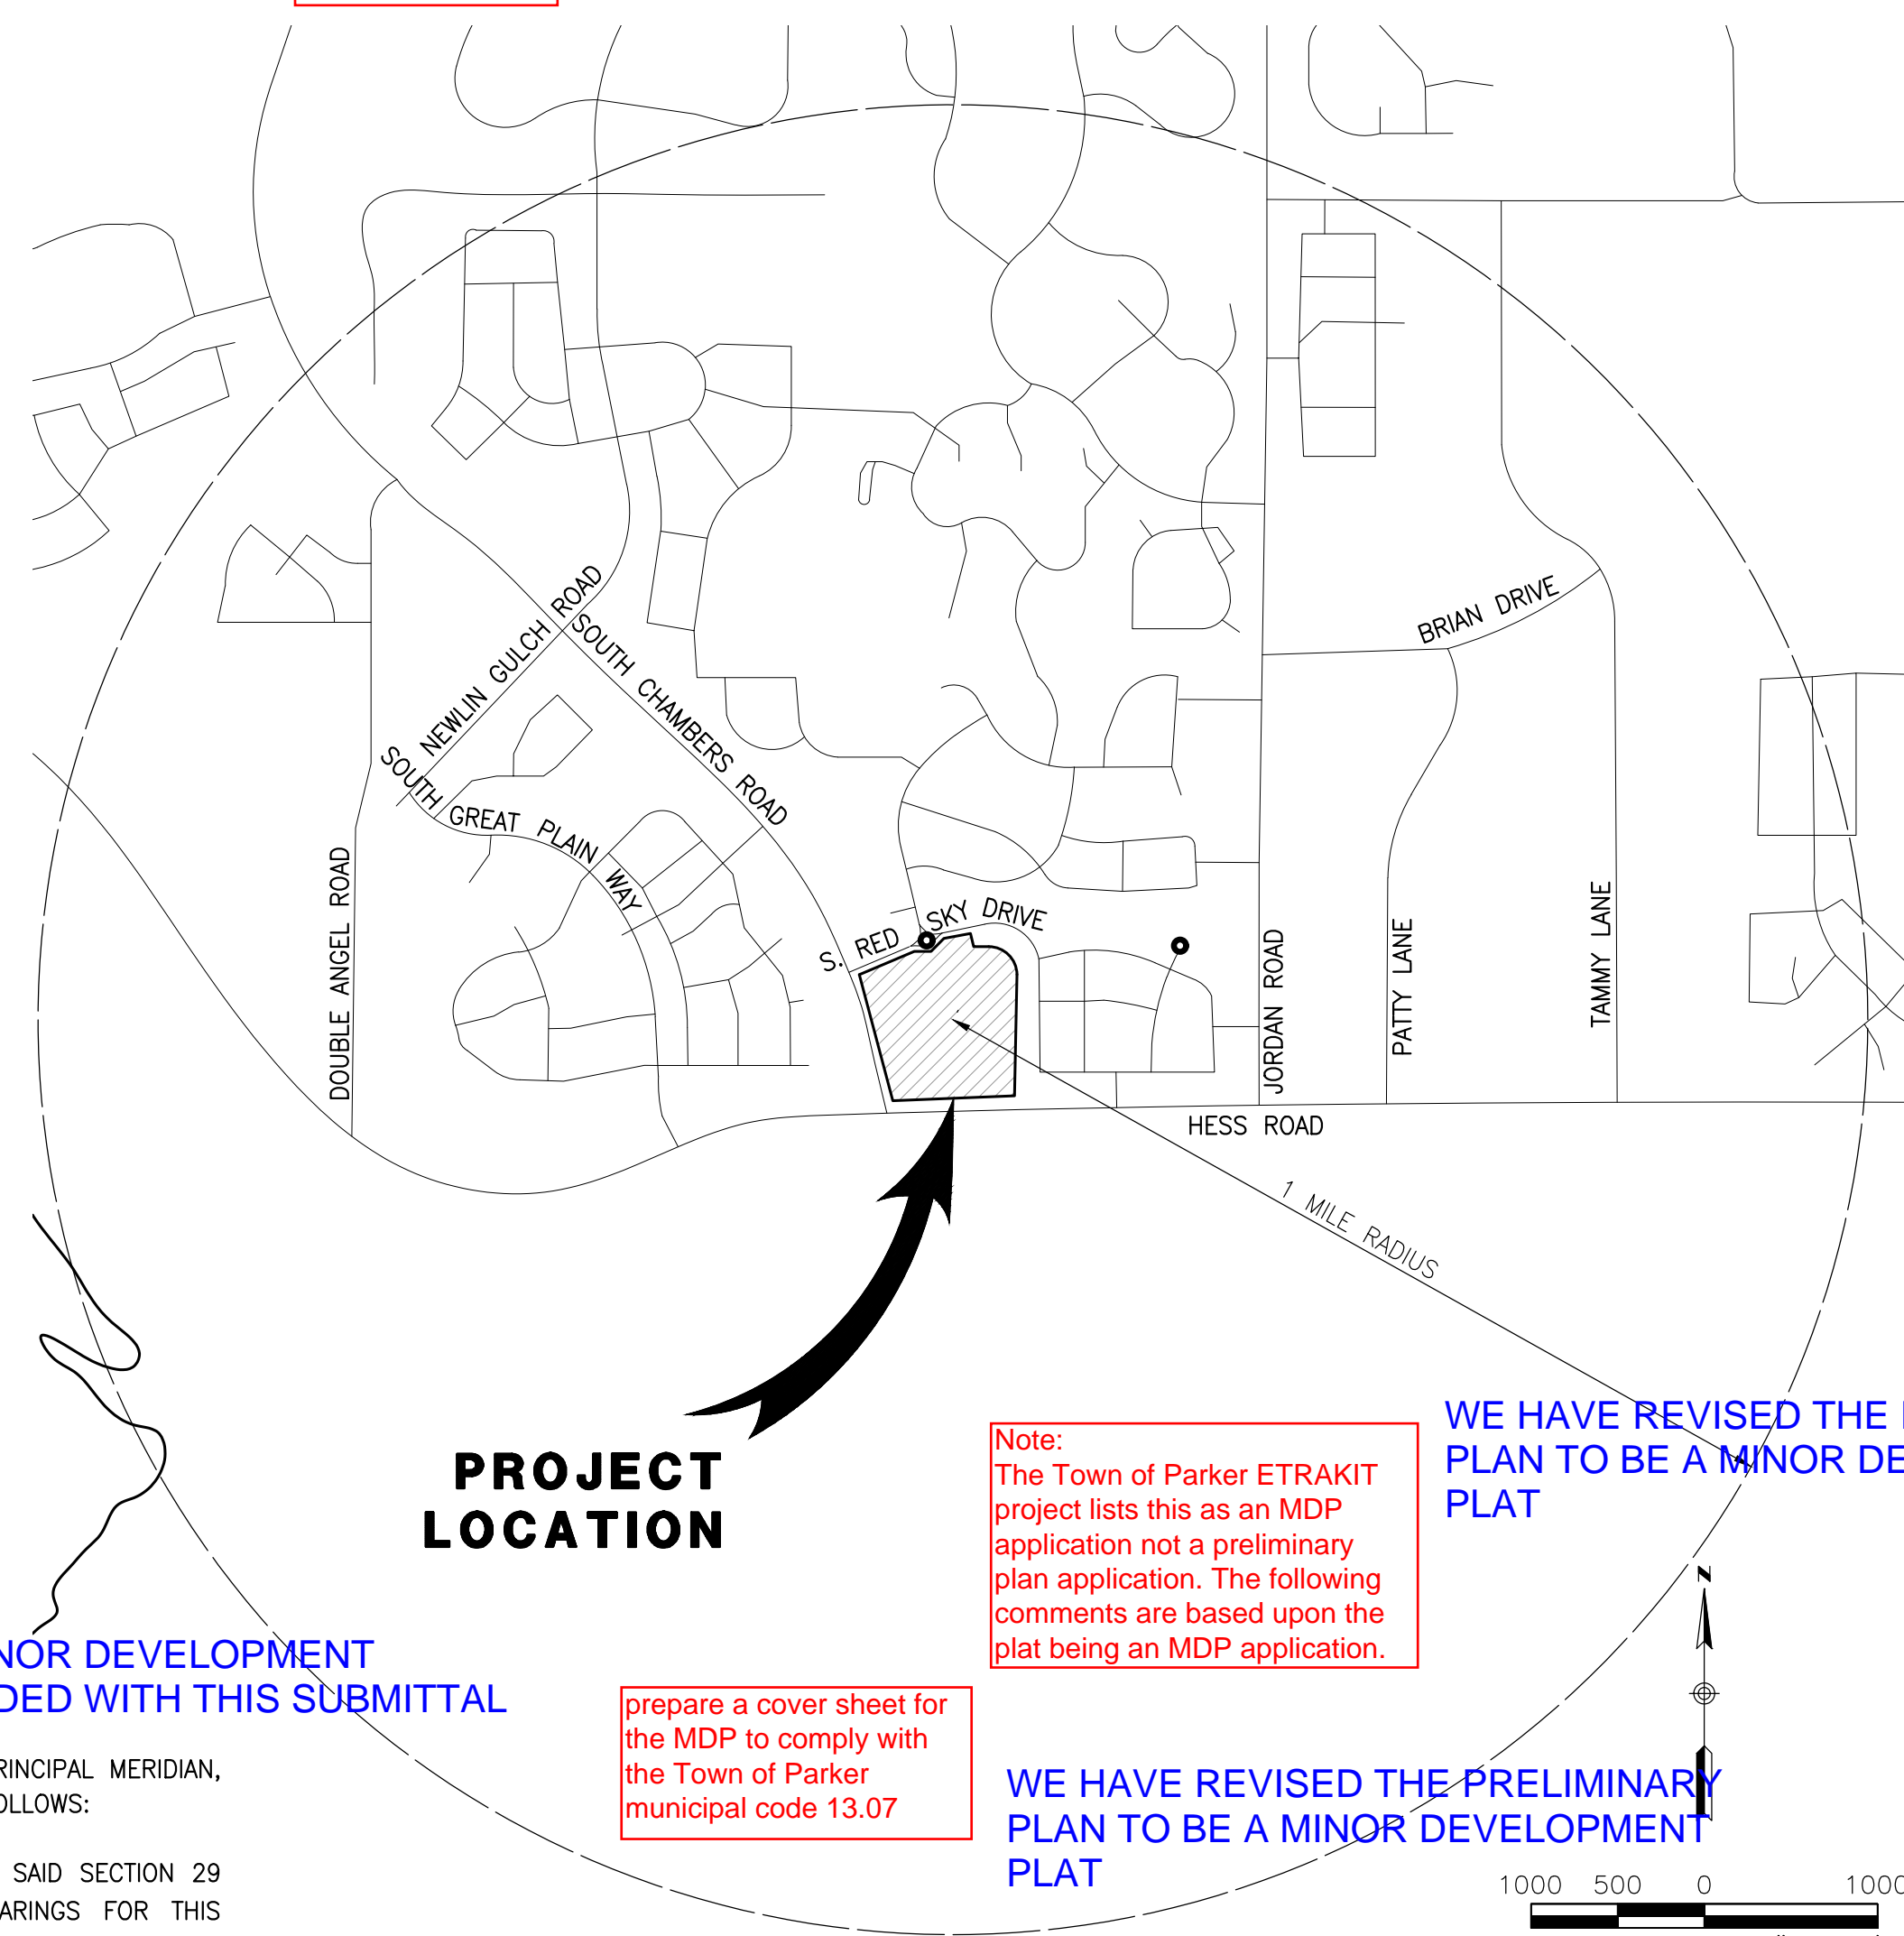 NEWLIN GULCH ROAD
SOUTH CHAMBERS ROAD
BRIAN DRIVE
SOUTH GREAT PLAIN WAY
DOUBLE ANGEL ROAD
S. RED SKY DRIVE
JORDAN ROAD
PATTY LANE
TAMMY LANE
HESS ROAD
1 MILE RADIUS
PROJECT
LOCATION
Note:
The Town of Parker ETRAKIT
project lists this as an MDP
application not a preliminary
plan application. The following
comments are based upon the
plat being an MDP application.
WE HAVE REVISED THE
PLAN TO BE A MINOR DE
PLAT
N
NOR DEVELOPMENT
DED WITH THIS SUBMITTAL
prepare a cover sheet for
the MDP to comply with
the Town of Parker
municipal code 13.07
WE HAVE REVISED THE PRELIMINARY
PLAN TO BE A MINOR DEVELOPMENT
PLAT
RINCIPAL MERIDIAN,
OLLOWS:
SAID SECTION 29
ARINGS FOR THIS
1000 500 0 1000